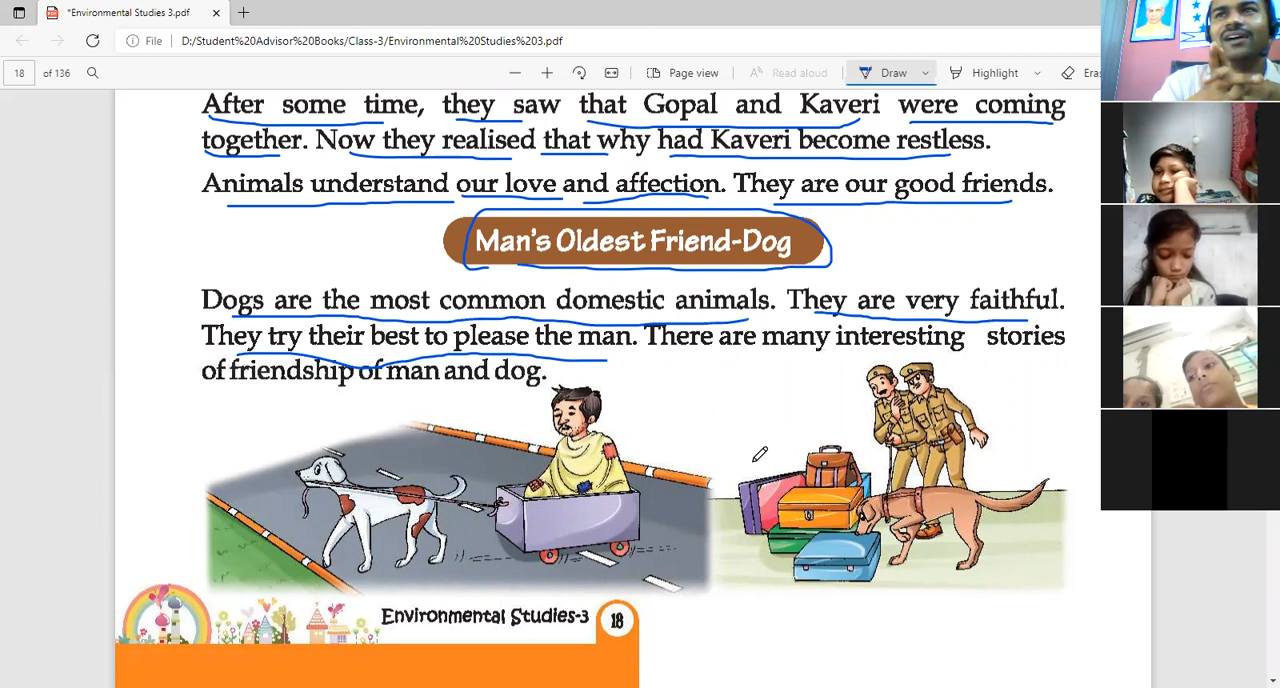 *Environmental Studies 3.pdf
File D:/Student%20Advisor%20Books/Class-3/Environmental%20Studies%203.pdf
18 of 136 Page view Read aloud Draw Highlight
After some time, they saw that Gopal and Kaveri were coming
together. Now they realised that why had Kaveri become restless.
Animals understand our love and affection. They are our good friends.
Man's Oldest Friend-Dog
Dogs are the most common domestic animals. They are very faithful.
They try their best to please the man. There are many interesting stories
of friendship of man and dog.
Environmental Studies-3 18